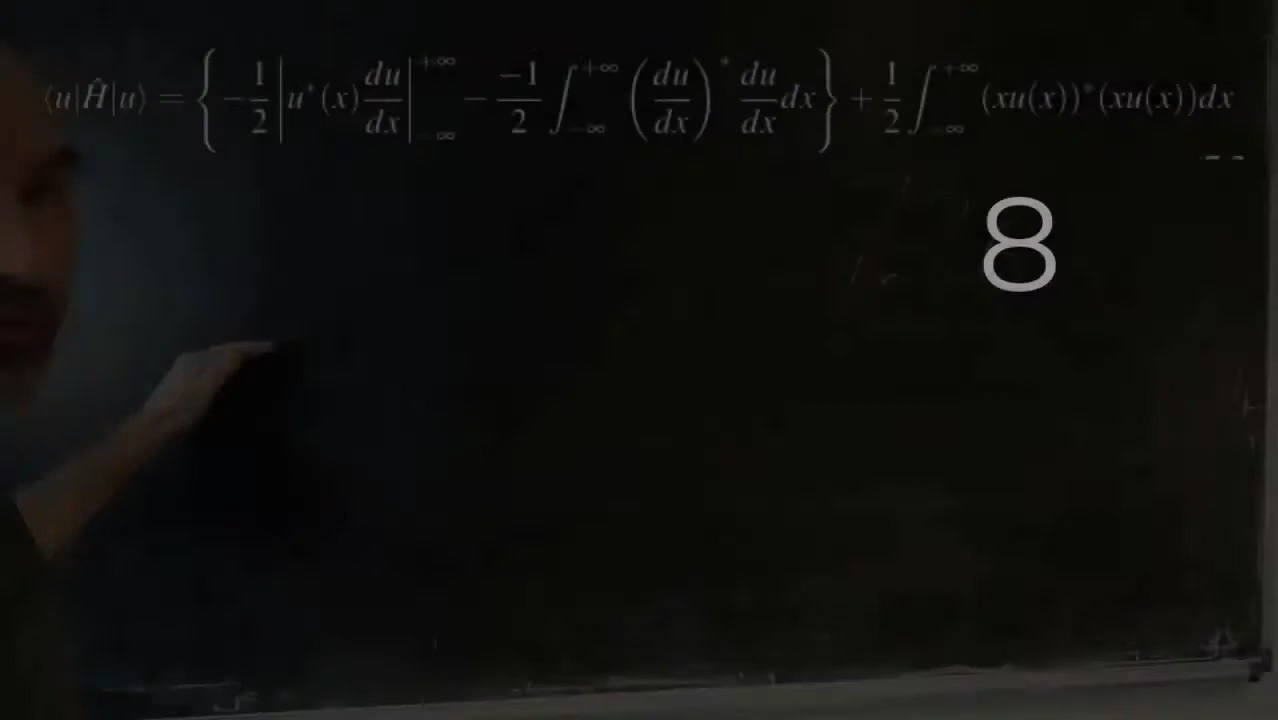 ⟨u|Ĥ|u⟩ = { -1/2 | u*(x) du/dx |_{-∞}^{+∞} - -1/2 ∫_{-∞}^{+∞} (du/dx)* du/dx dx } + 1/2 ∫_{-∞}^{+∞} (xu(x))*(xu(x))dx
8